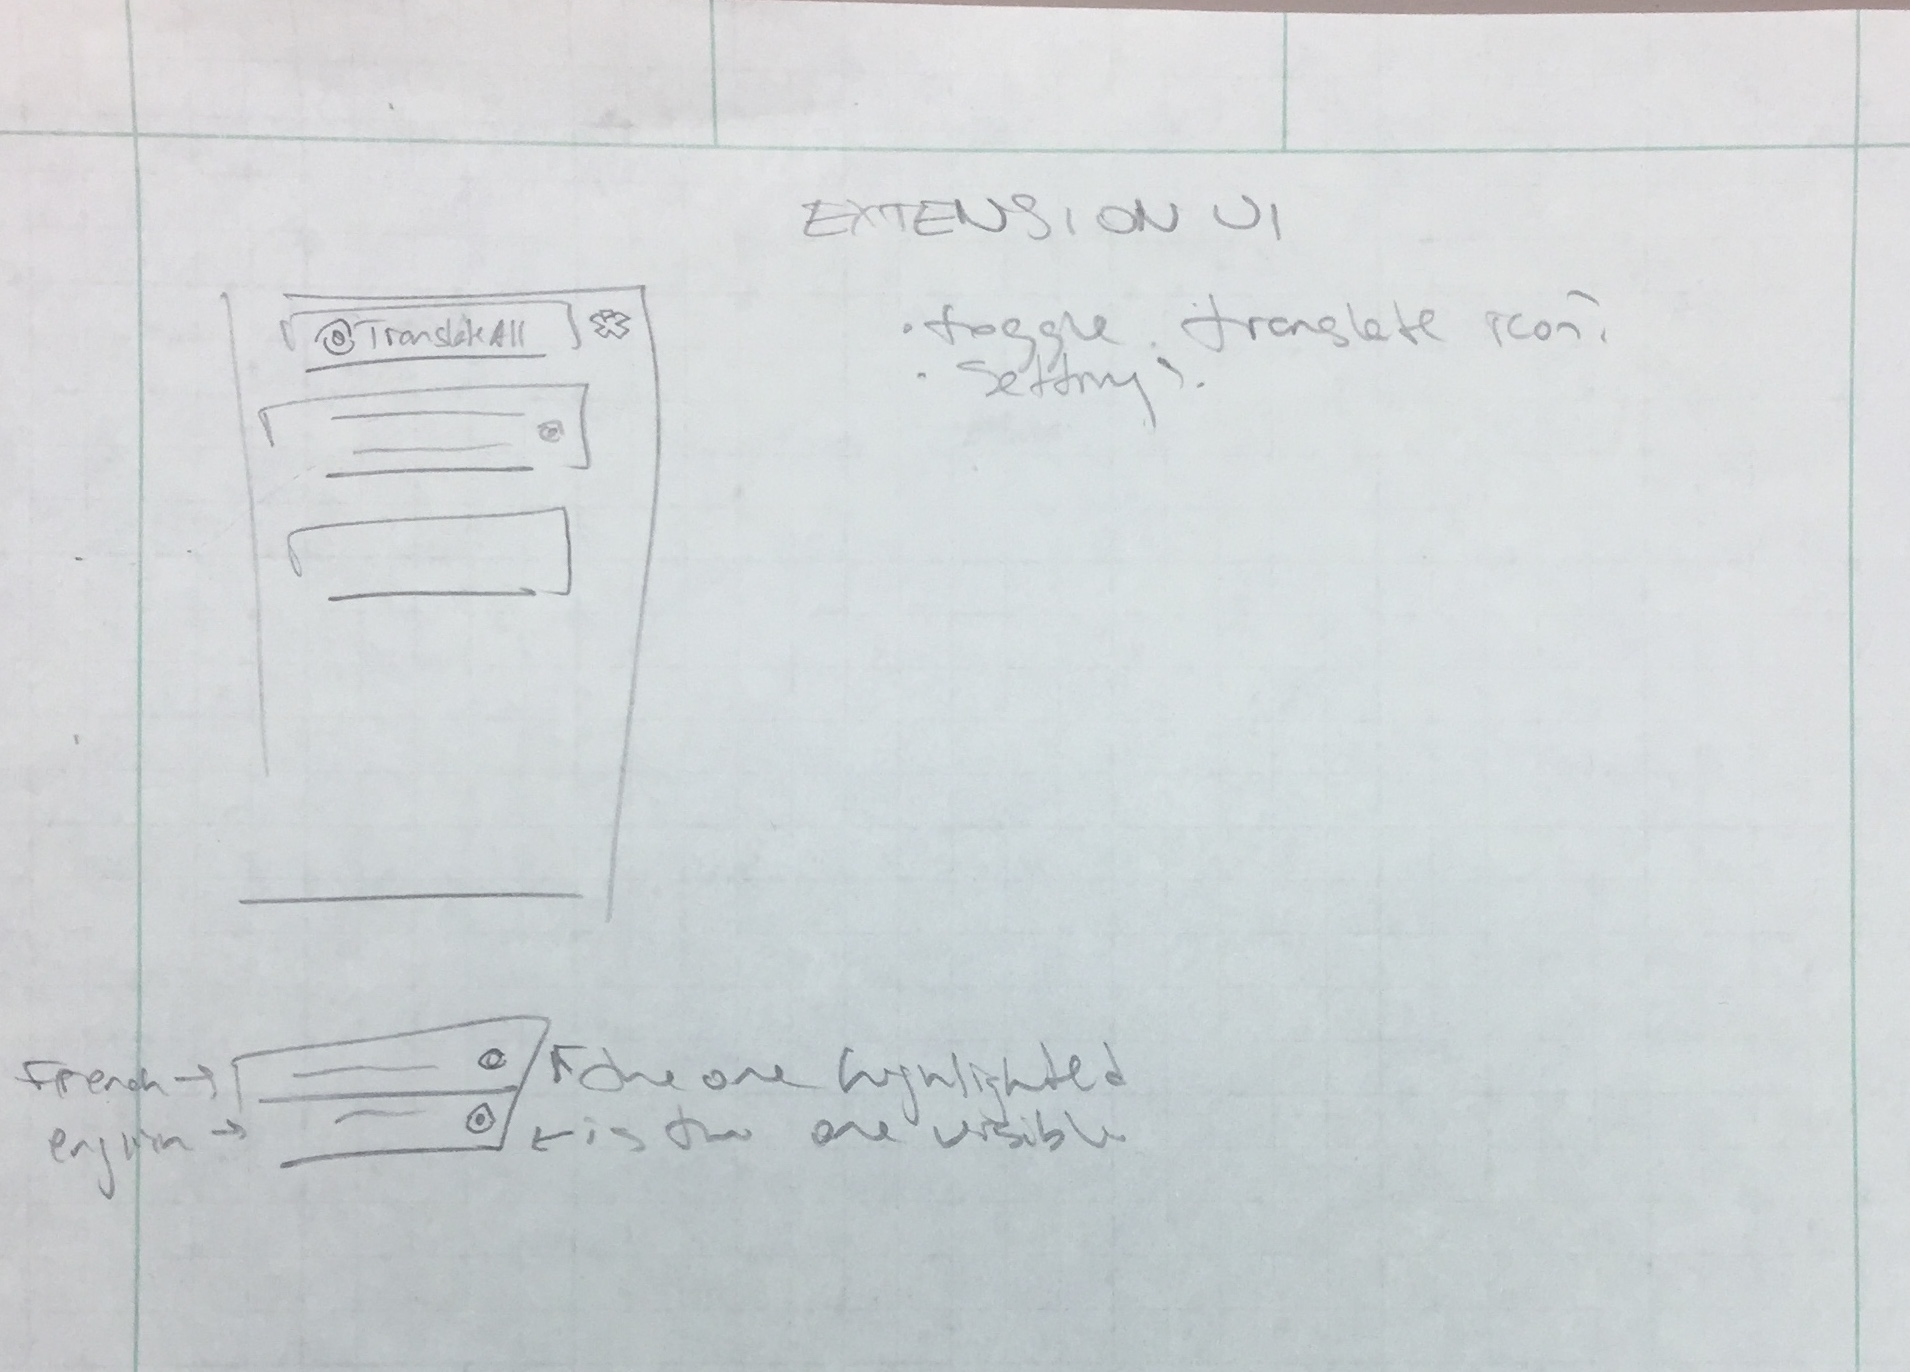 EXTENSION UI
Translate All
· toggle translate icon.
· Settings.
French →
english →
the one highlighted
← is the one visible